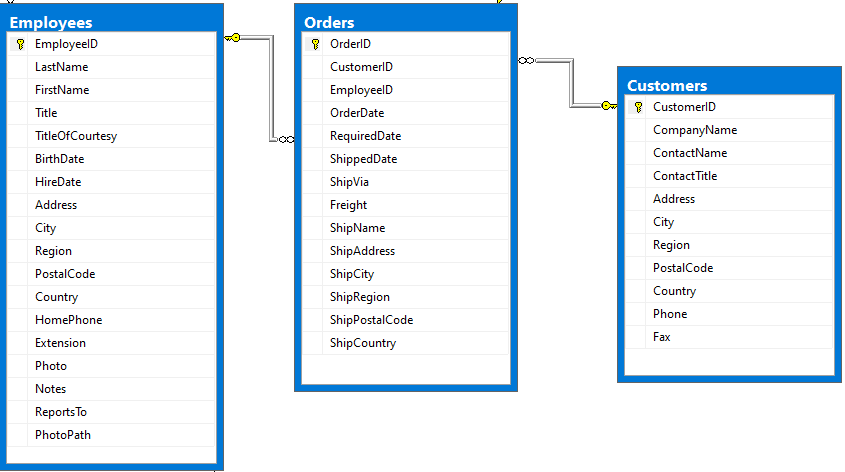 Employees
EmployeeID
LastName
FirstName
Title
TitleOfCourtesy
BirthDate
HireDate
Address
City
Region
PostalCode
Country
HomePhone
Extension
Photo
Notes
ReportsTo
PhotoPath
Orders
OrderID
CustomerID
EmployeeID
OrderDate
RequiredDate
ShippedDate
ShipVia
Freight
ShipName
ShipAddress
ShipCity
ShipRegion
ShipPostalCode
ShipCountry
Customers
CustomerID
CompanyName
ContactName
ContactTitle
Address
City
Region
PostalCode
Country
Phone
Fax